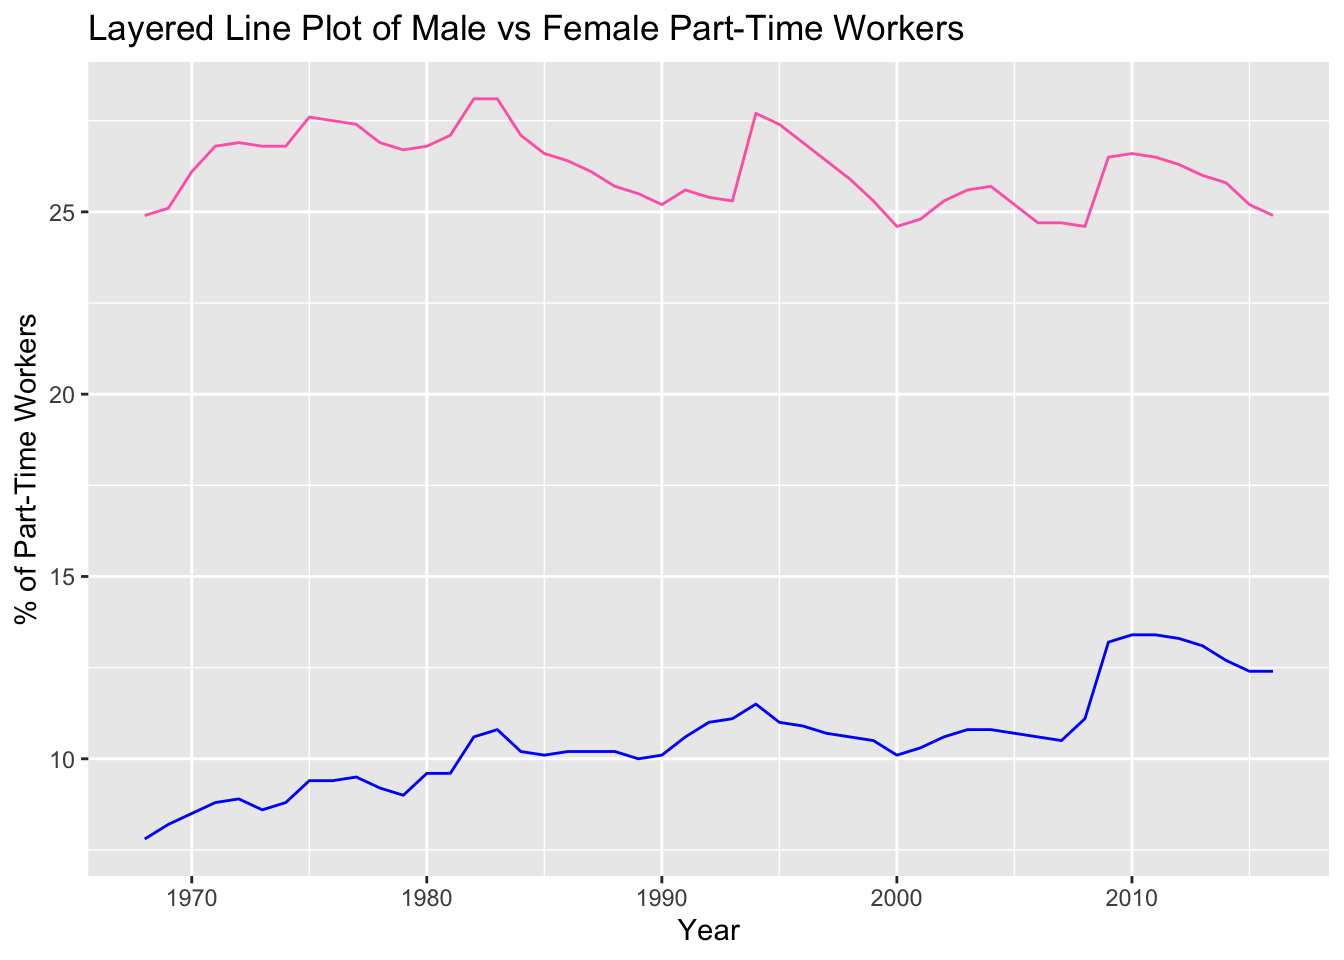 Layered Line Plot of Male vs Female Part-Time Workers
% of Part-Time Workers
25
20
15
10
1970 1980 1990 2000 2010
Year